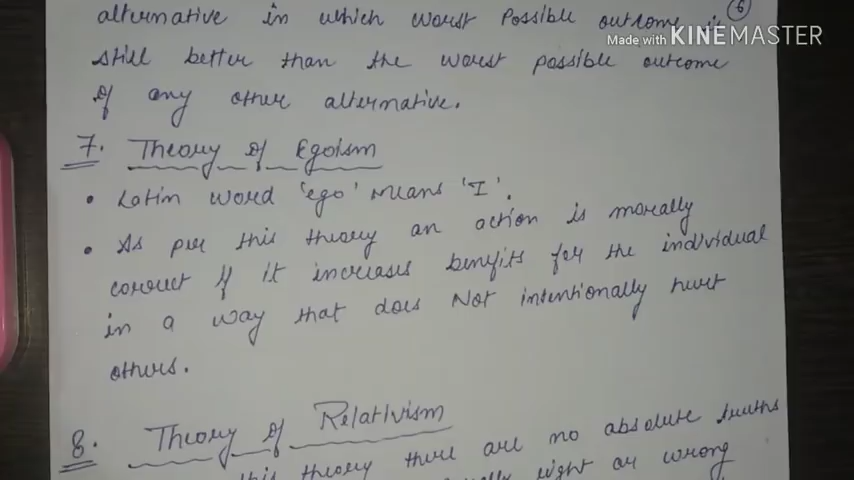 6
alternative in which worst possible outcome is
Made with KINEMASTER
still better than the worst possible outcome
of any other alternative.
7. Theory of Egoism
• Latin word 'ego' means 'I'.
• As per this theory an action is morally
correct if it increases benefits for the individual
in a way that does Not intentionally hurt
others.
8. Theory of Relativism
this theory there are no absolute truths
right or wrong